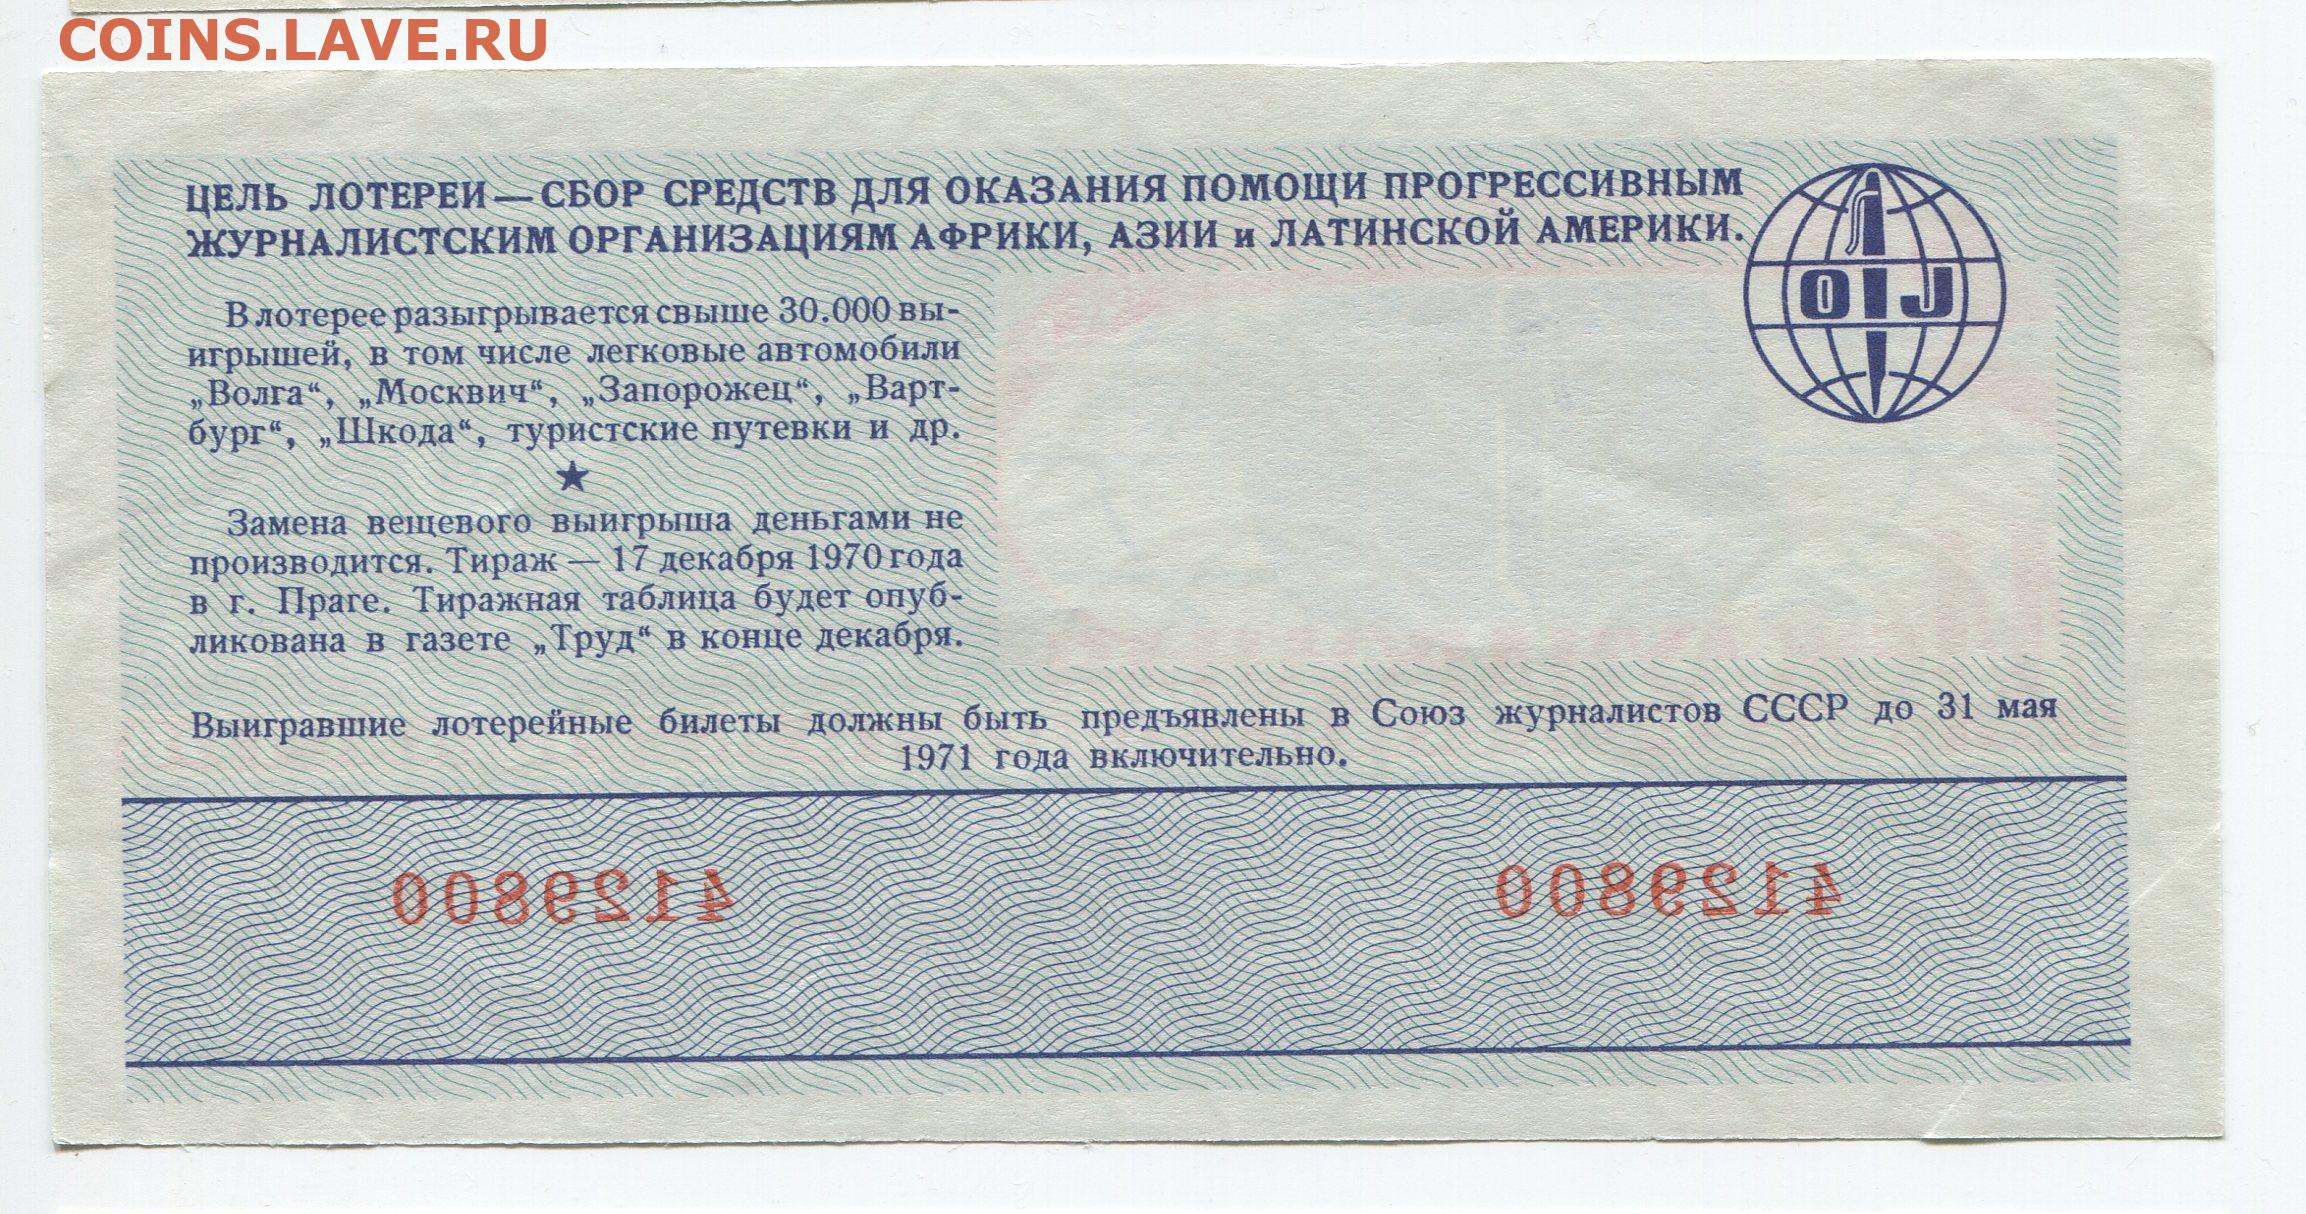 COINS.LAVE.RU
ЦЕЛЬ ЛОТЕРЕИ — СБОР СРЕДСТВ ДЛЯ ОКАЗАНИЯ ПОМОЩИ ПРОГРЕССИВНЫМ
ЖУРНАЛИСТСКИМ ОРГАНИЗАЦИЯМ АФРИКИ, АЗИИ и ЛАТИНСКОЙ АМЕРИКИ.
OIJ
В лотерее разыгрывается свыше 30.000 вы-
игрышей, в том числе легковые автомобили
„Волга“, „Москвич“, „Запорожец“, „Варт-
бург“, „Шкода“, туристские путевки и др.
★
Замена вещевого выигрыша деньгами не
производится. Тираж — 17 декабря 1970 года
в г. Праге. Тиражная таблица будет опуб-
ликована в газете „Труд“ в конце декабря.
Выигравшие лотерейные билеты должны быть предъявлены в Союз журналистов СССР до 31 мая
1971 года включительно.
4129800 4129800